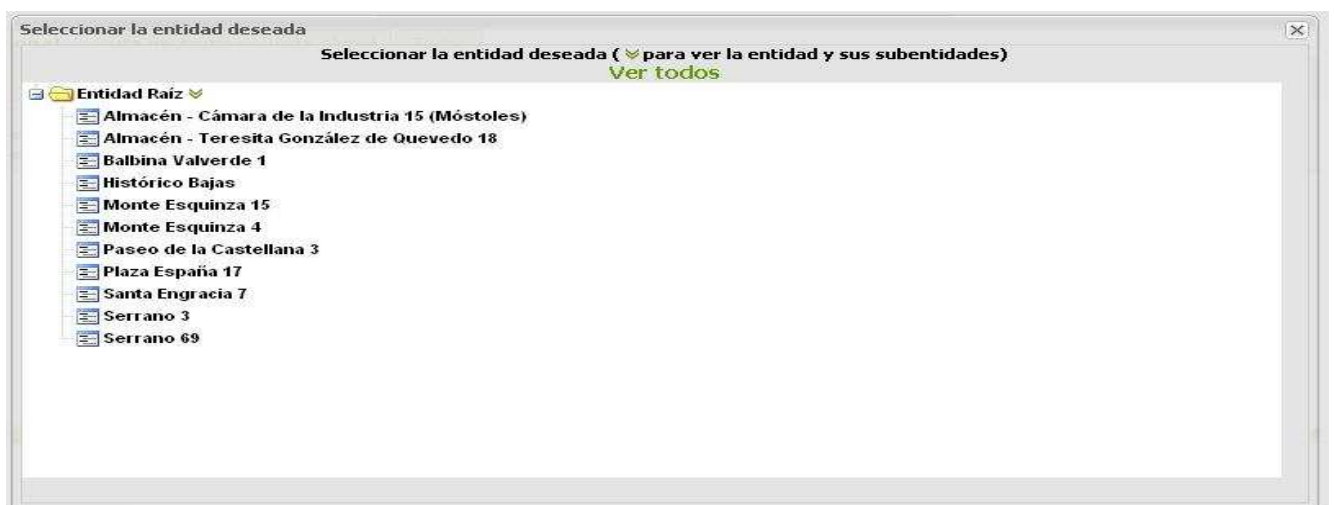 Seleccionar la entidad deseada
Seleccionar la entidad deseada ( para ver la entidad y sus subentidades)
Ver todos
Entidad Raíz
Almacén - Cámara de la Industria 15 (Móstoles)
Almacén - Teresita González de Quevedo 18
Balbina Valverde 1
Histórico Bajas
Monte Esquinza 15
Monte Esquinza 4
Paseo de la Castellana 3
Plaza España 17
Santa Engracia 7
Serrano 3
Serrano 69